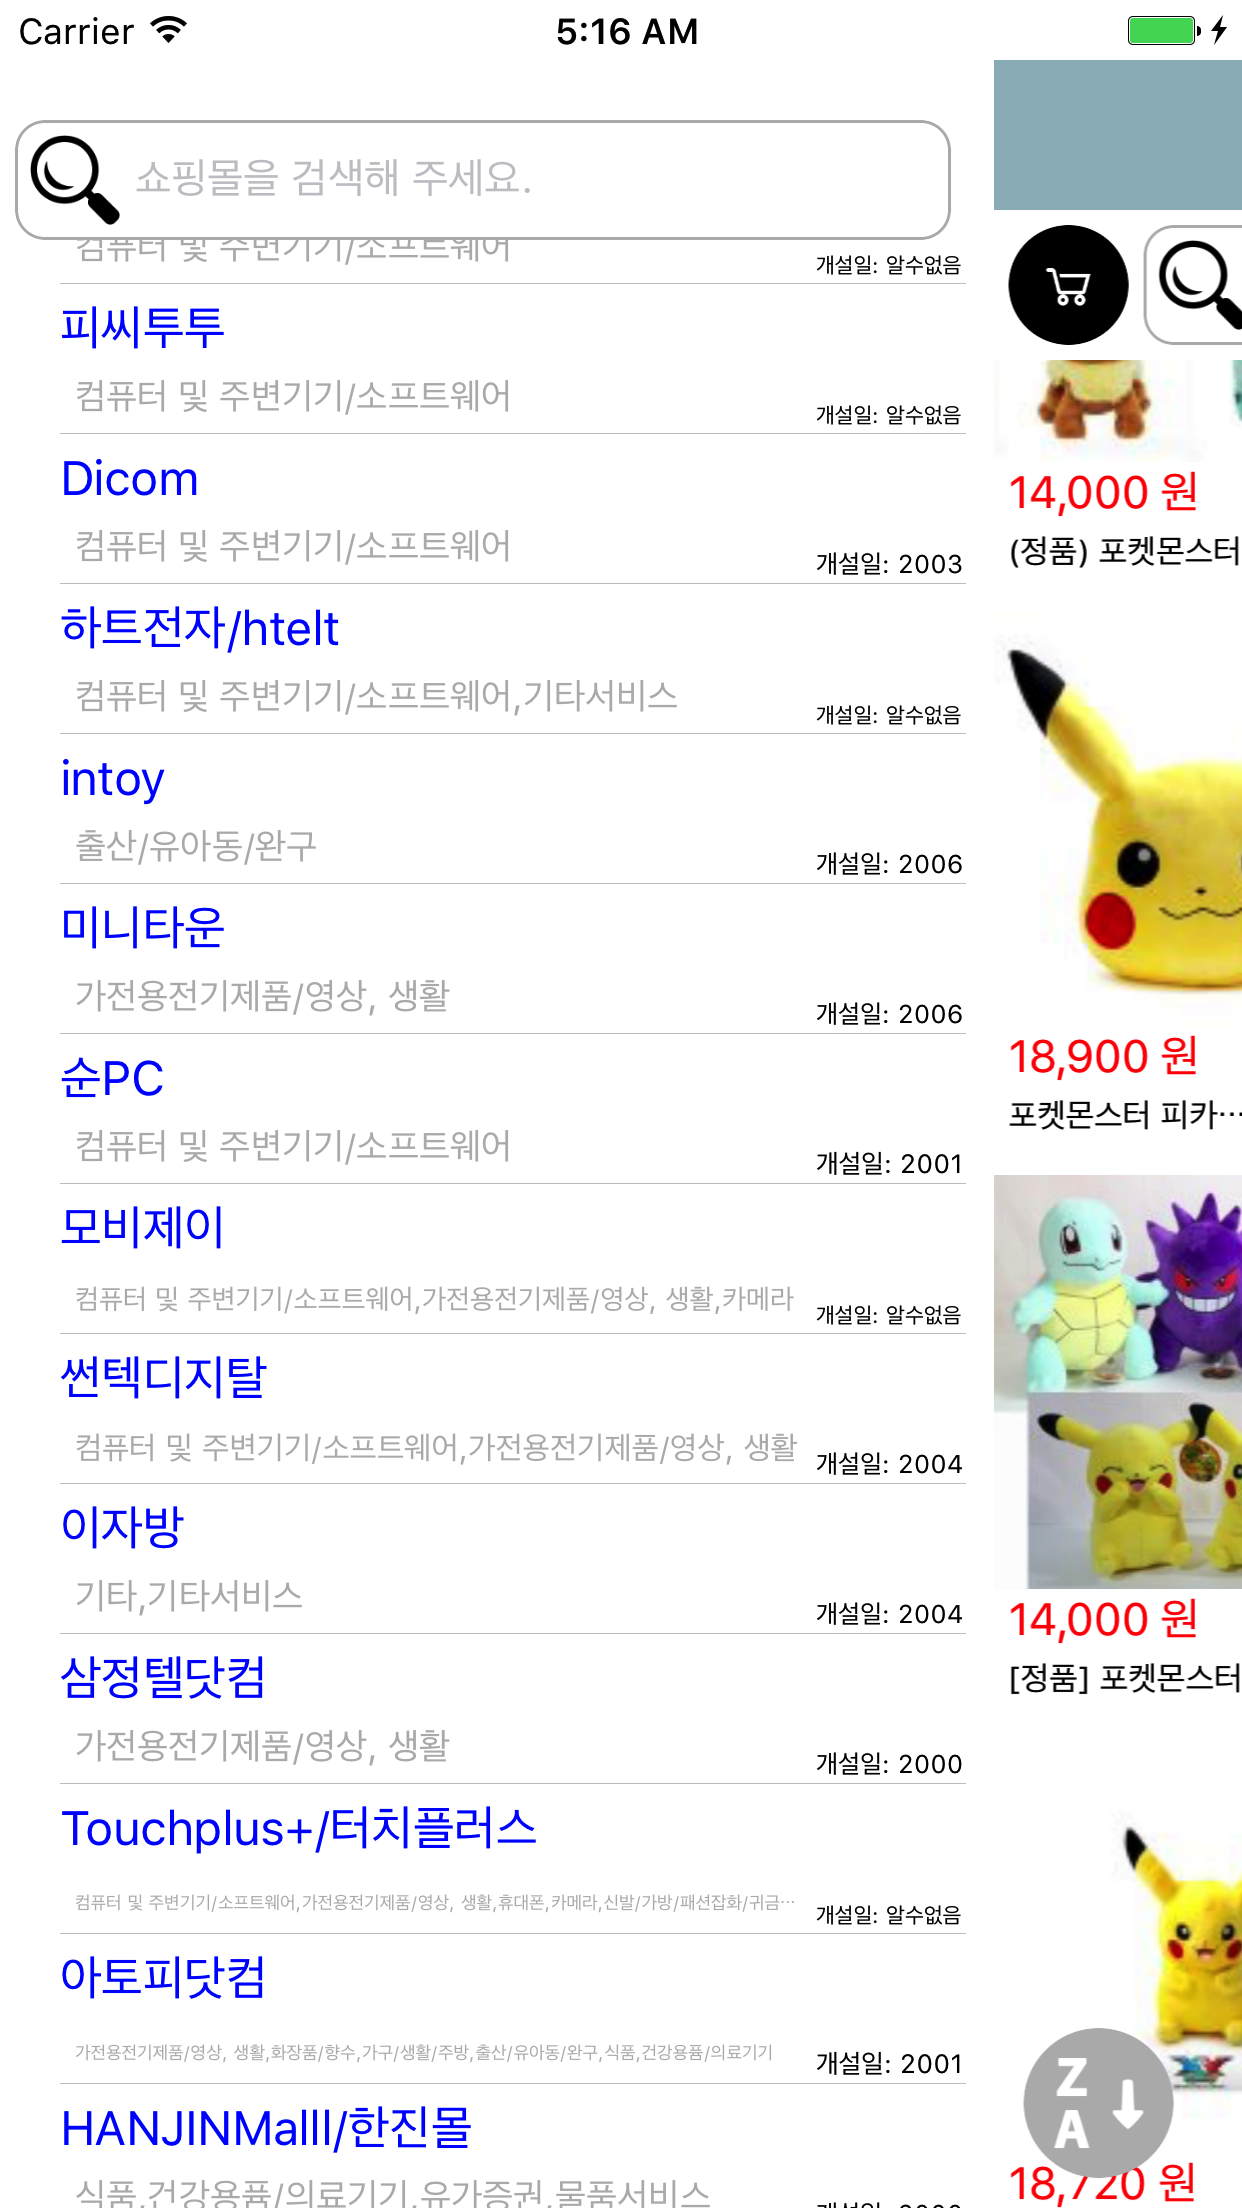 Carrier 5:16 AM
쇼핑몰을 검색해 주세요.
컴퓨터 및 주변기기/소프트웨어
개설일: 알수없음
피씨투투
컴퓨터 및 주변기기/소프트웨어
개설일: 알수없음
Dicom
컴퓨터 및 주변기기/소프트웨어
개설일: 2003
하트전자/htelt
컴퓨터 및 주변기기/소프트웨어,기타서비스
개설일: 알수없음
intoy
출산/유아동/완구
개설일: 2006
미니타운
가전용전기제품/영상, 생활
개설일: 2006
순PC
컴퓨터 및 주변기기/소프트웨어
개설일: 2001
모비제이
컴퓨터 및 주변기기/소프트웨어,가전용전기제품/영상, 생활,카메라
개설일: 알수없음
썬텍디지탈
컴퓨터 및 주변기기/소프트웨어,가전용전기제품/영상, 생활
개설일: 2004
이자방
기타,기타서비스
개설일: 2004
삼정텔닷컴
가전용전기제품/영상, 생활
개설일: 2000
Touchplus+/터치플러스
컴퓨터 및 주변기기/소프트웨어,가전용전기제품/영상, 생활,휴대폰,카메라,신발/가방/패션잡화/귀금…
개설일: 알수없음
아토피닷컴
가전용전기제품/영상, 생활,화장품/향수,가구/생활/주방,출산/유아동/완구,식품,건강용품/의료기기
개설일: 2001
HANJINMalll/한진몰
식품,건강용품/의료기기,유가증권,물품서비스
14,000 원
(정품) 포켓몬스터
18,900 원
포켓몬스터 피카…
14,000 원
[정품] 포켓몬스터
Z
A
18,720 원